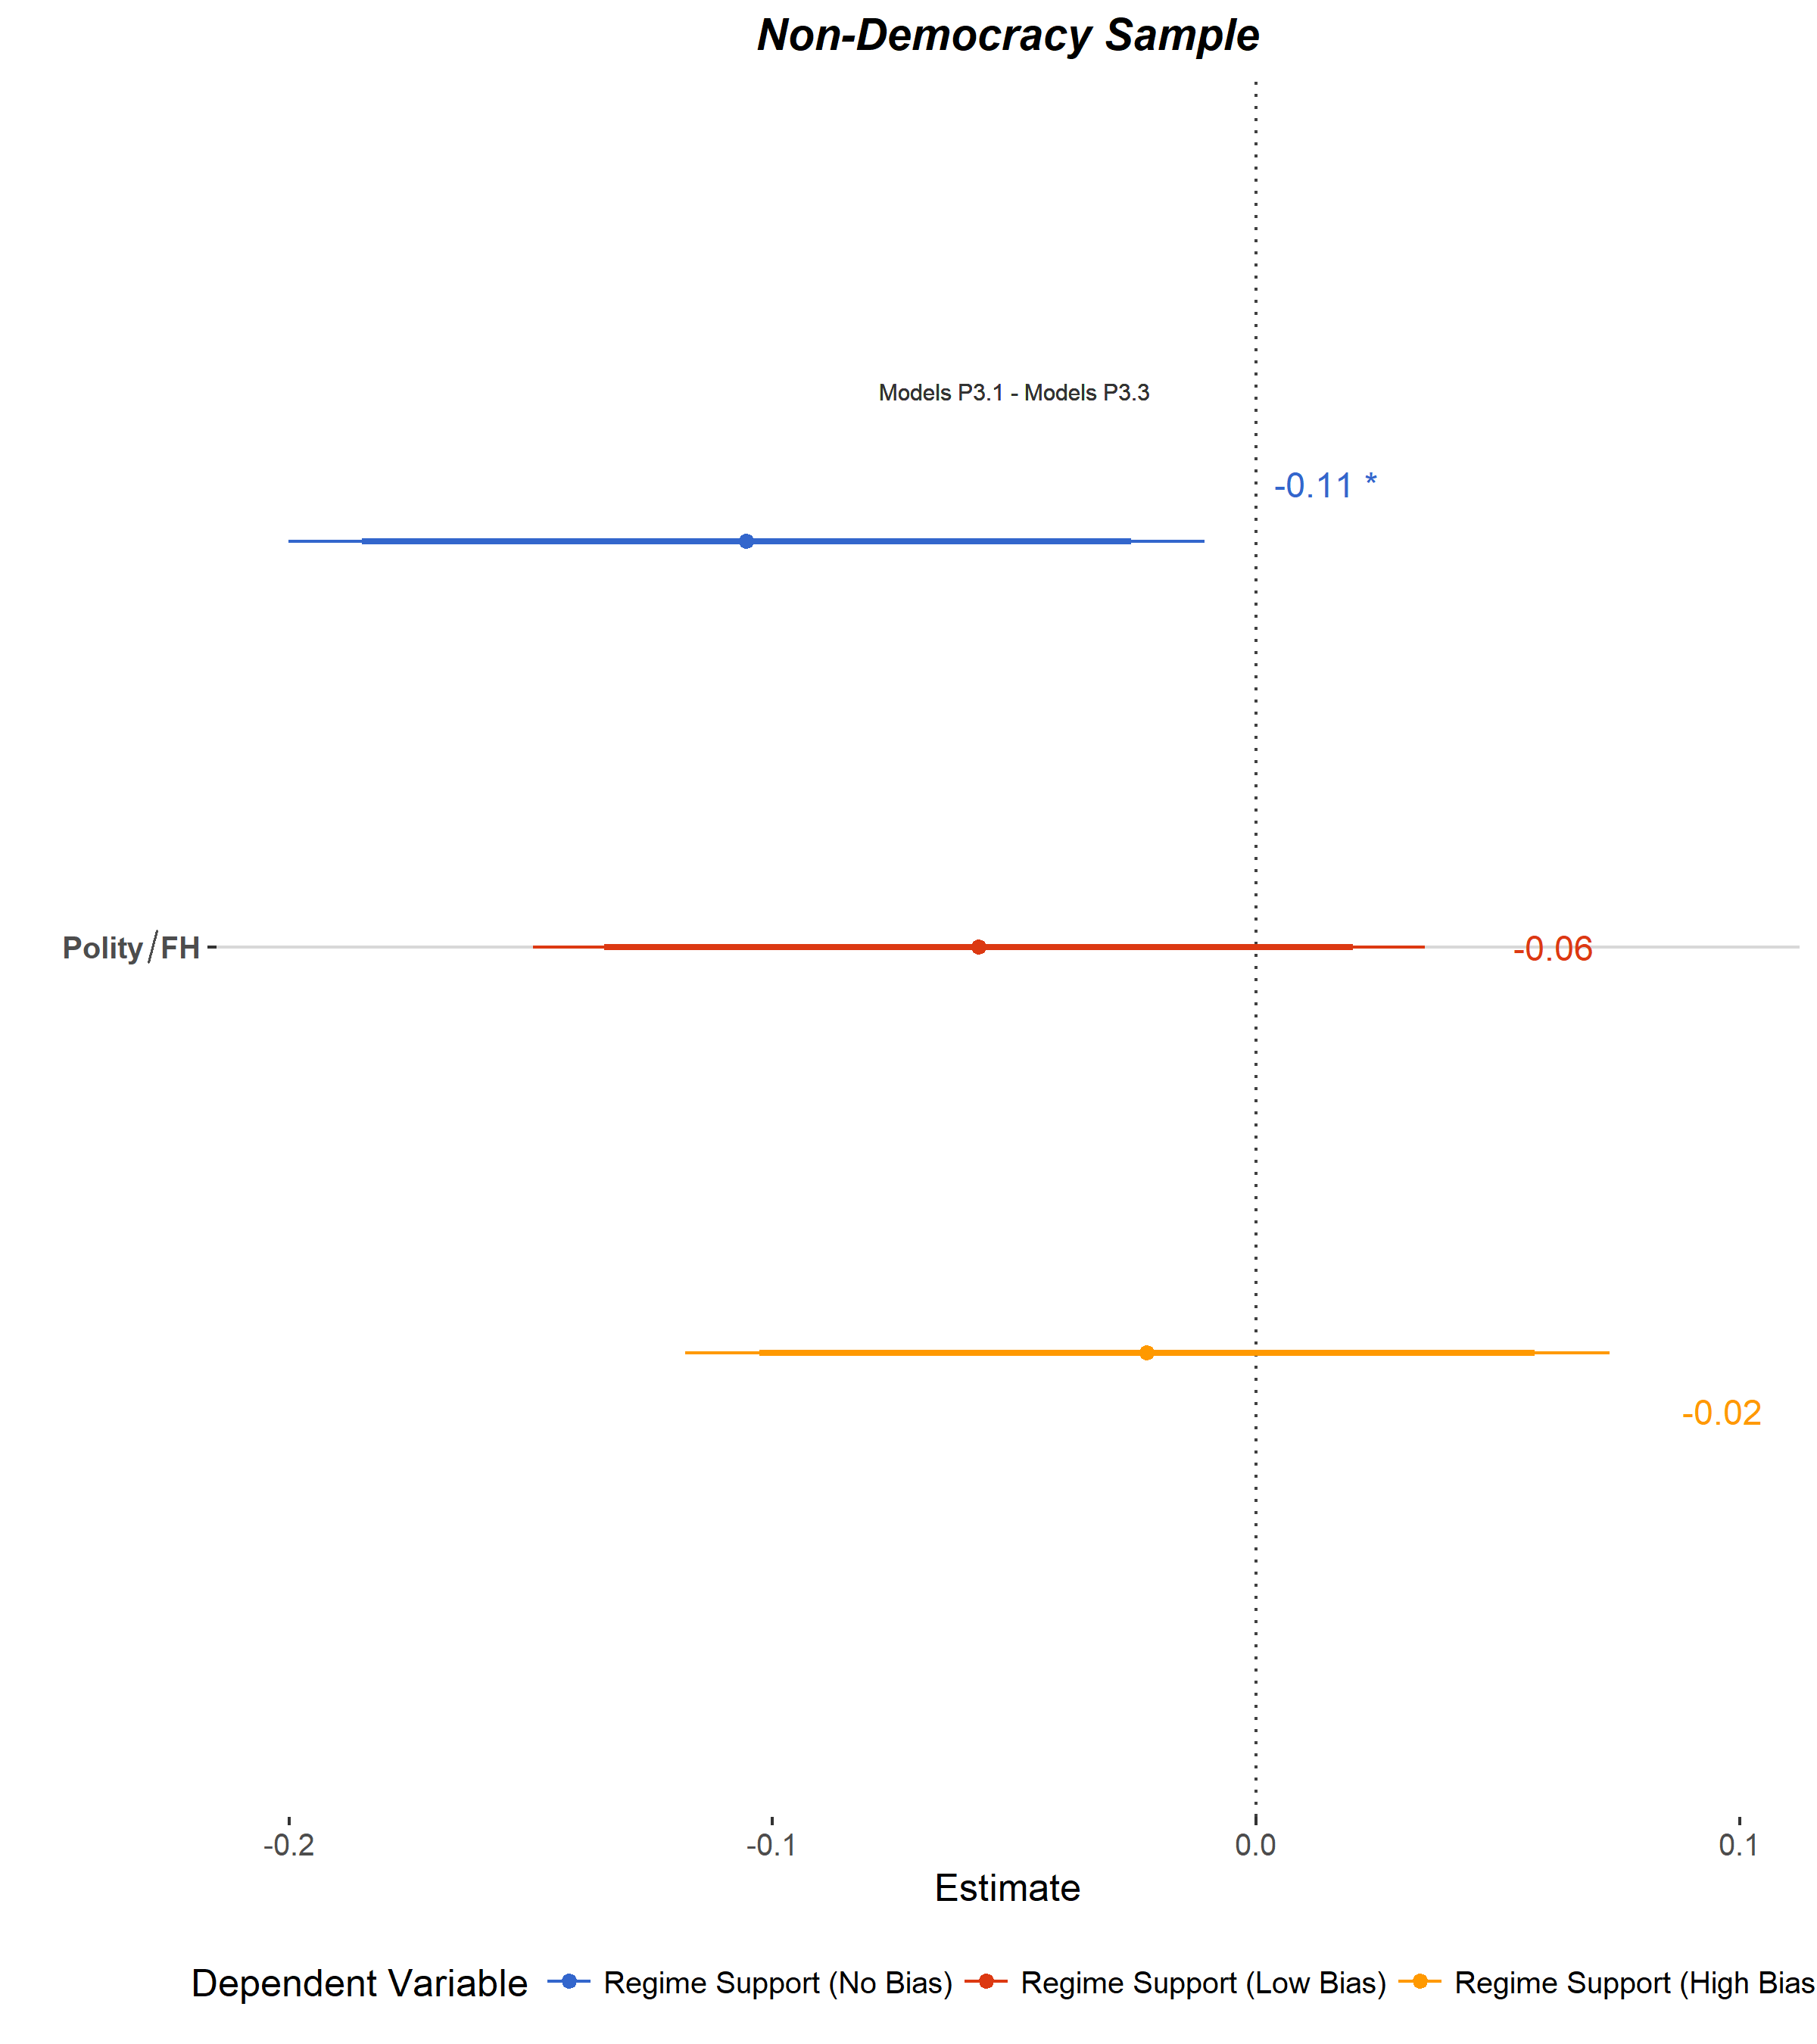 Non-Democracy Sample
Models P3.1 - Models P3.3
-0.11 *
Polity/FH
-0.06
-0.02
-0.2 -0.1 0.0 0.1
Estimate
Dependent Variable Regime Support (No Bias) Regime Support (Low Bias) Regime Support (High Bias